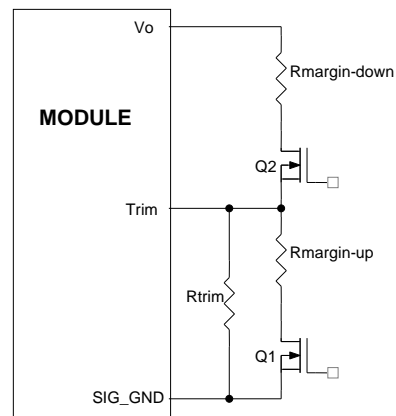 Vo
Rmargin-down
MODULE
Q2
Trim
Rmargin-up
Rtrim
Q1
SIG_GND